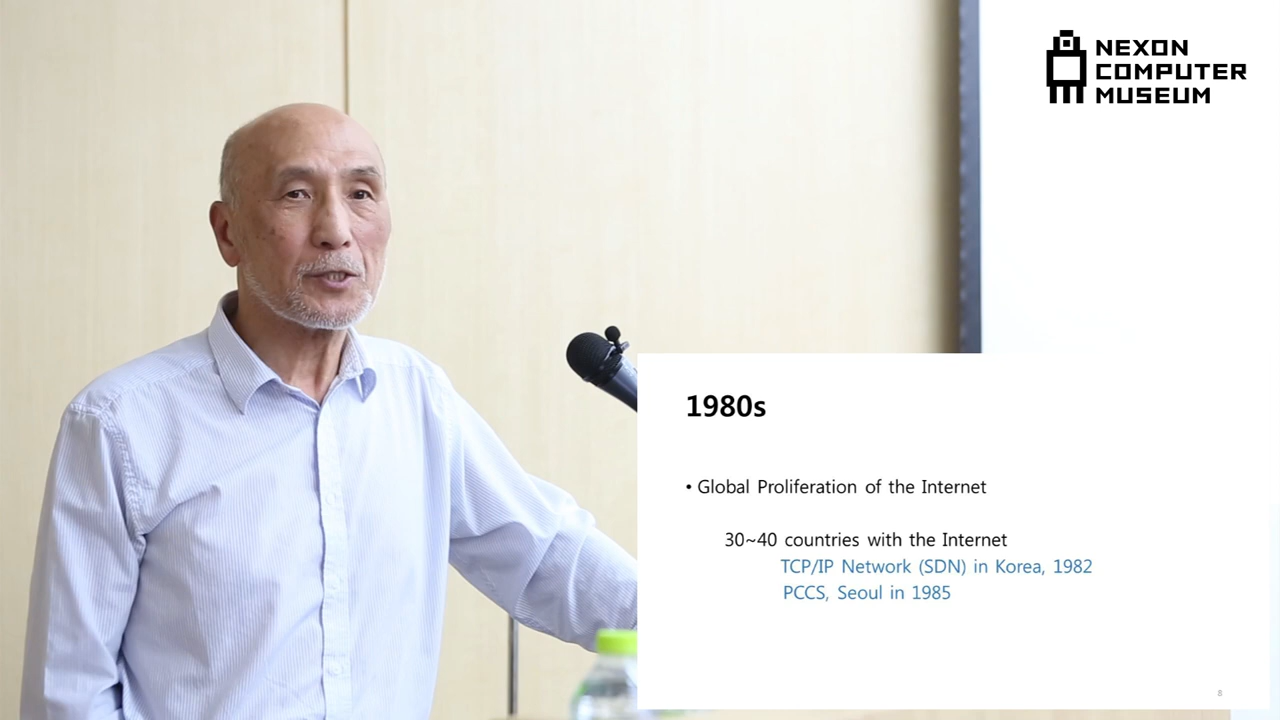 NEXON
COMPUTER
MUSEUM
1980s
• Global Proliferation of the Internet
30~40 countries with the Internet
TCP/IP Network (SDN) in Korea, 1982
PCCS, Seoul in 1985
8